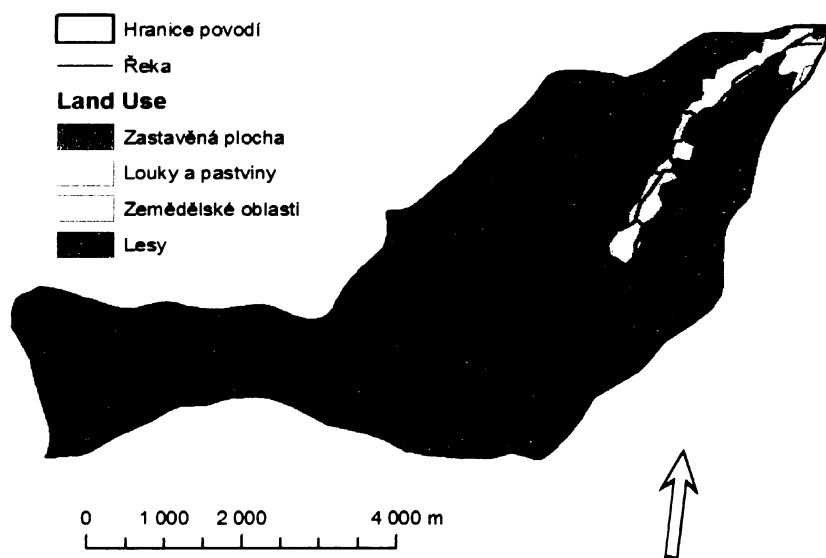 Hranice povodí
Řeka
Land Use
Zastavěná plocha
Louky a pastviny
Zemědělské oblasti
Lesy
0 1 000 2 000 4 000 m